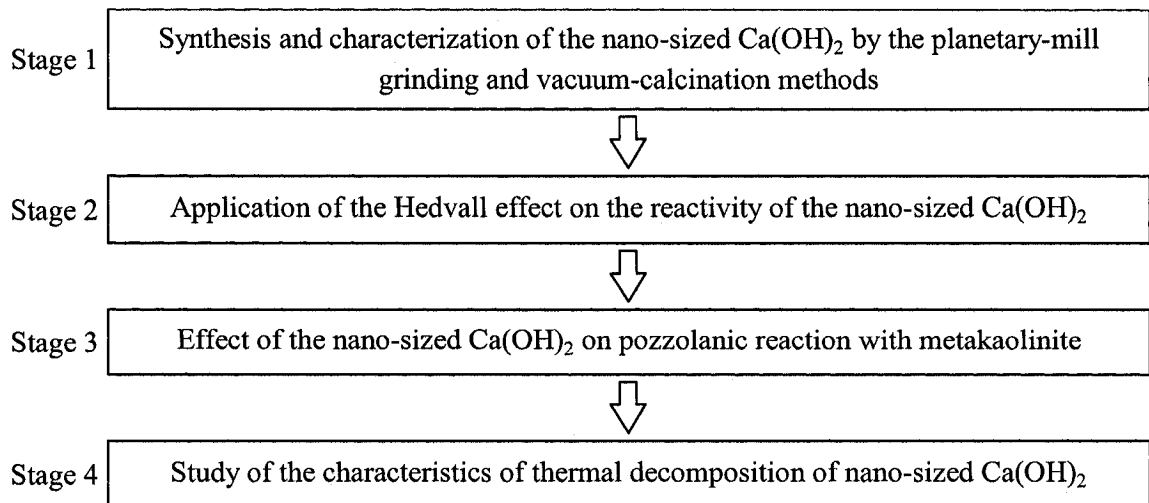 Stage 1
Synthesis and characterization of the nano-sized Ca(OH)₂ by the planetary-mill
grinding and vacuum-calcination methods
Stage 2
Application of the Hedvall effect on the reactivity of the nano-sized Ca(OH)₂
Stage 3
Effect of the nano-sized Ca(OH)₂ on pozzolanic reaction with metakaolinite
Stage 4
Study of the characteristics of thermal decomposition of nano-sized Ca(OH)₂